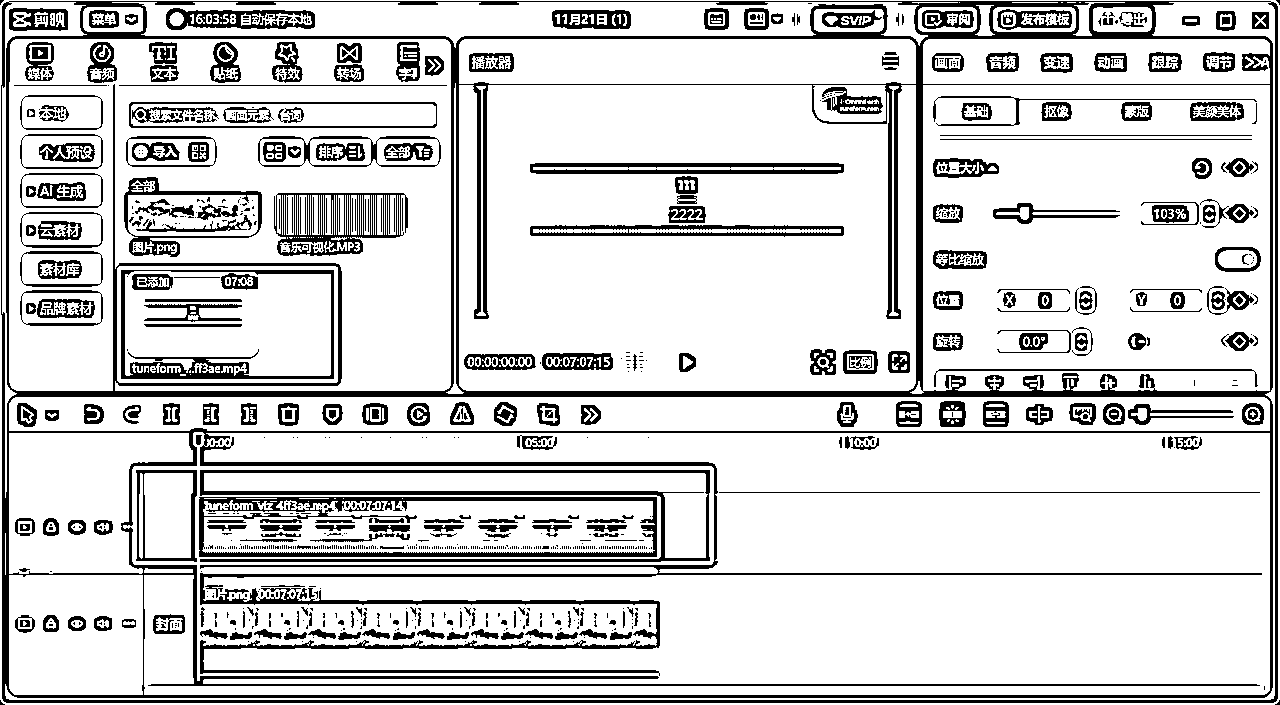 剪映 菜单 16:03:58 自动保存本地 11月21日 (1) SVIP 审阅 发布模板 导出
媒体 音频 文本 贴纸 特效 转场
播放器
画面 音频 变速 动画 跟踪 调节
本地
搜索文件名称、画面元素、台词
基础 抠像 蒙版 美颜美体
个人预设
导入 排序 全部
位置大小
AI 生成
全部
缩放 103%
云素材
图片.png 音乐可视化.MP3
111
2222
等比缩放
素材库
已添加 07:08
位置 X 0 Y 0
品牌素材
旋转 0.0°
tuneform_...ff3ae.mp4
00:00:00:00 00:07:07:15 比例
00:00 05:00 10:00 15:00
tuneform_viz_4ff3ae.mp4 00:07:07:14
图片.png 00:07:07:15
封面